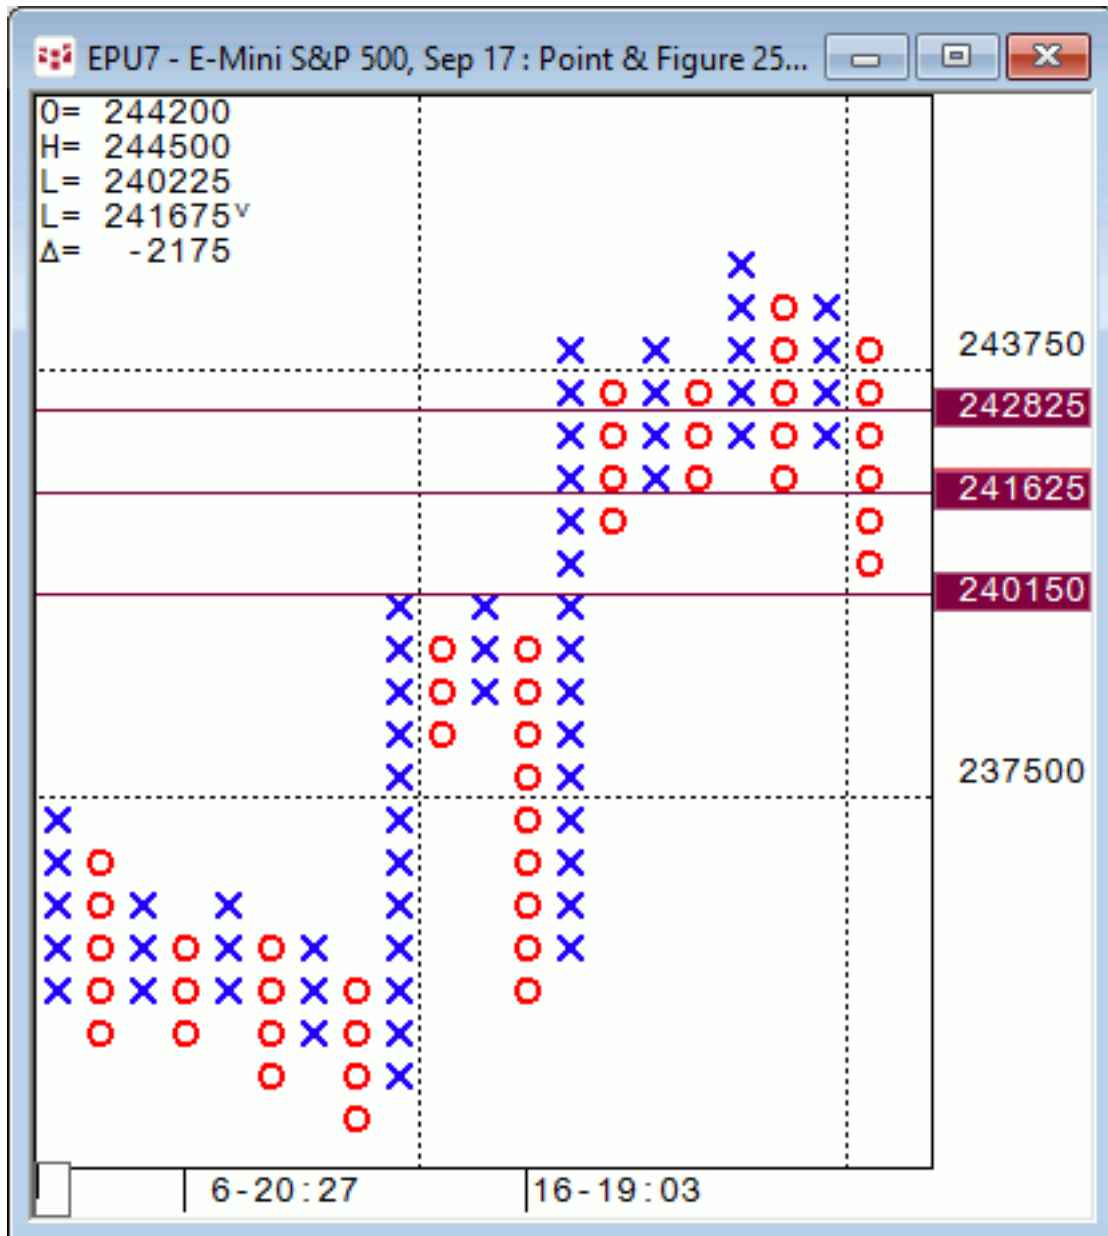 EPU7 - E-Mini S&P 500, Sep 17 : Point & Figure 25...
O= 244200
H= 244500
L= 240225
L= 241675v
Δ= -2175
243750
242825
241625
240150
237500
6-20:27
16-19:03